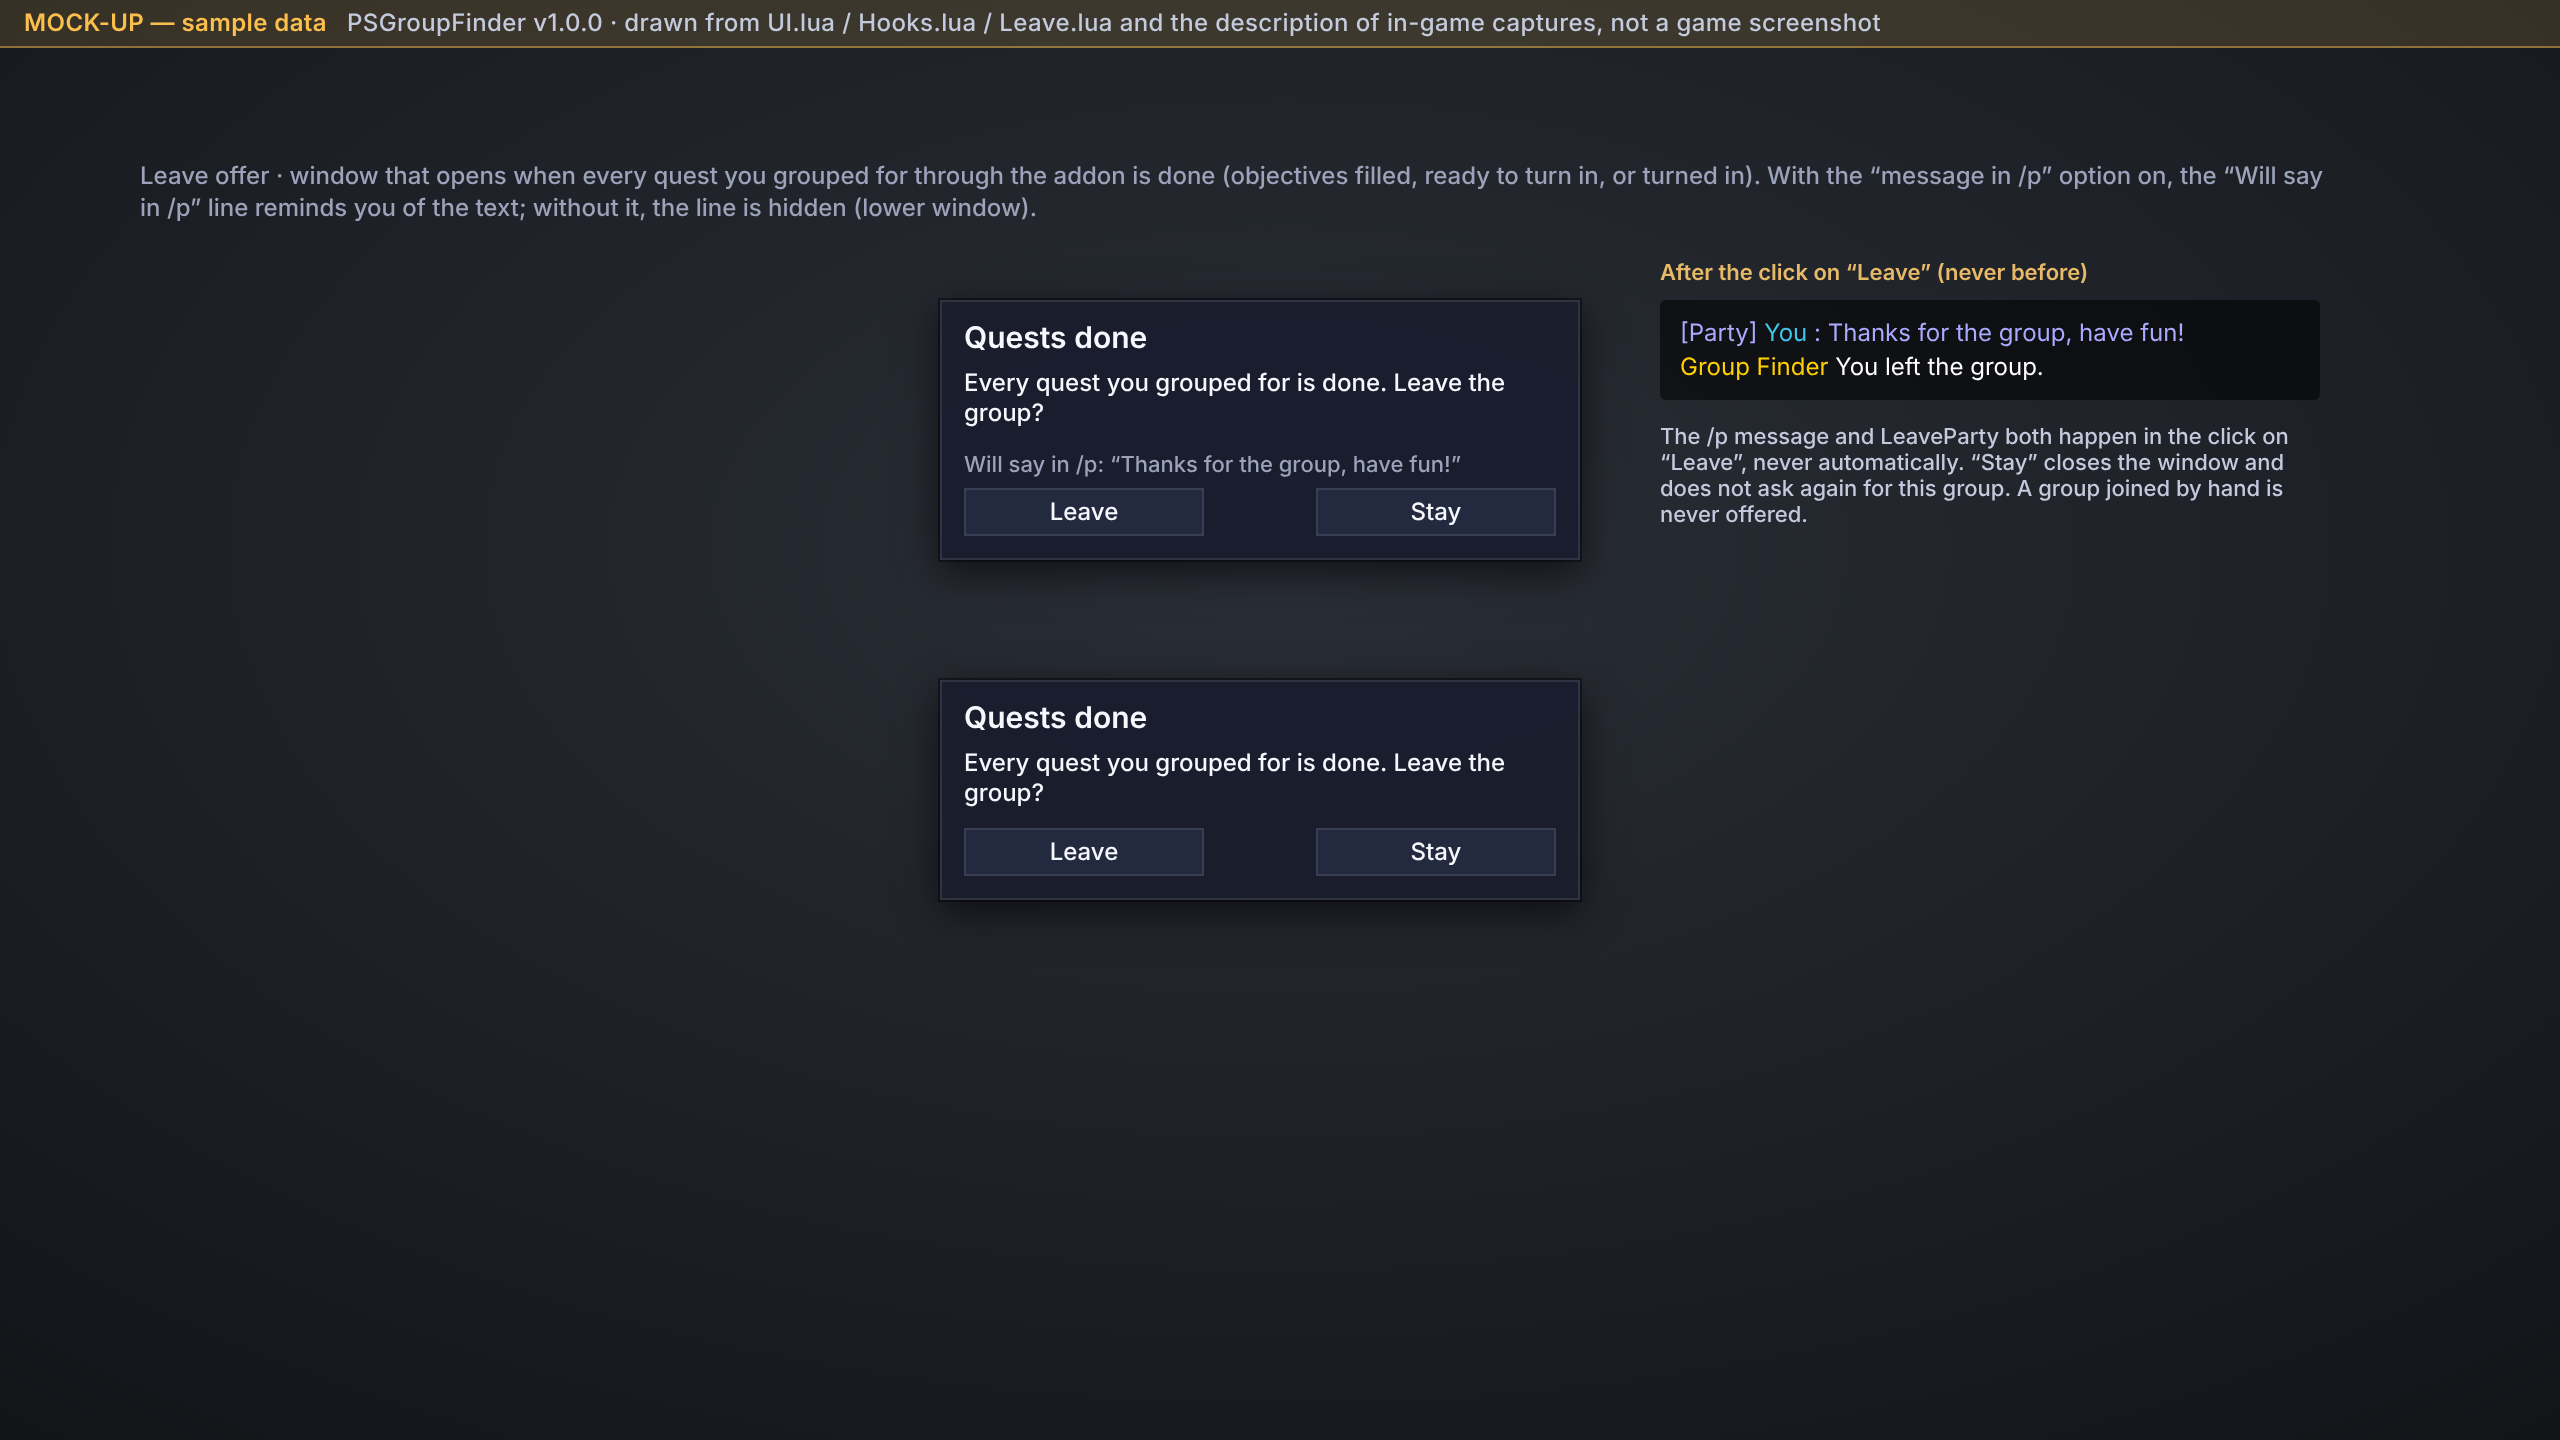 MOCK-UP — sample data PSGroupFinder v1.0.0 · drawn from UI.lua / Hooks.lua / Leave.lua and the description of in-game captures, not a game screenshot
Leave offer · window that opens when every quest you grouped for through the addon is done (objectives filled, ready to turn in, or turned in). With the “message in /p” option on, the “Will say
in /p” line reminds you of the text; without it, the line is hidden (lower window).
Quests done
Every quest you grouped for is done. Leave the
group?
Will say in /p: “Thanks for the group, have fun!”
Leave
Stay
After the click on “Leave” (never before)
[Party] You : Thanks for the group, have fun!
Group Finder You left the group.
The /p message and LeaveParty both happen in the click on
“Leave”, never automatically. “Stay” closes the window and
does not ask again for this group. A group joined by hand is
never offered.
Quests done
Every quest you grouped for is done. Leave the
group?
Leave
Stay